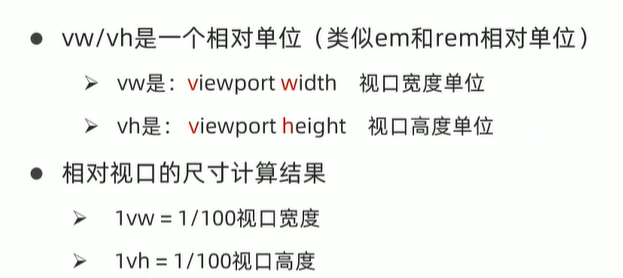 ● vw/vh是一个相对单位（类似em和rem相对单位）
➢ vw是：viewport width 视口宽度单位
➢ vh是： viewport height 视口高度单位
● 相对视口的尺寸计算结果
➢ 1vw = 1/100视口宽度
➢ 1vh = 1/100视口高度